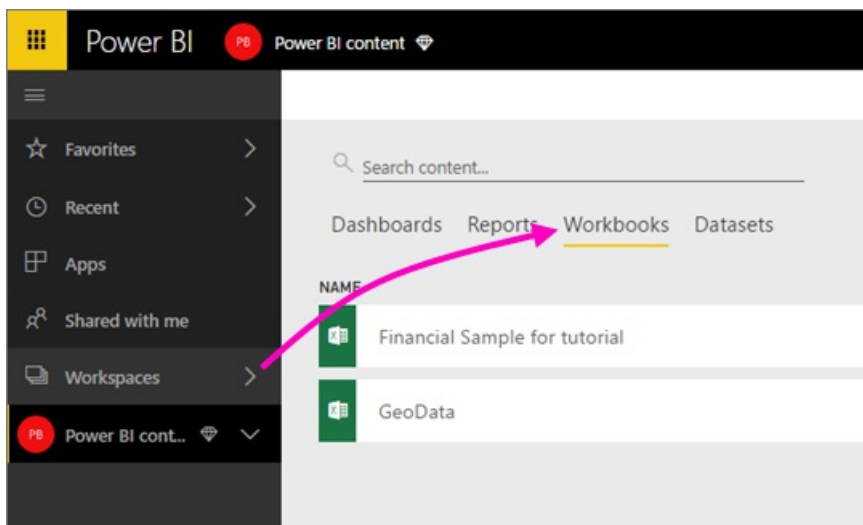 Power BI PB Power BI content
Favorites
Recent
Apps
Shared with me
Workspaces
PB Power BI cont...
Search content...
Dashboards Reports Workbooks Datasets
NAME
Financial Sample for tutorial
GeoData